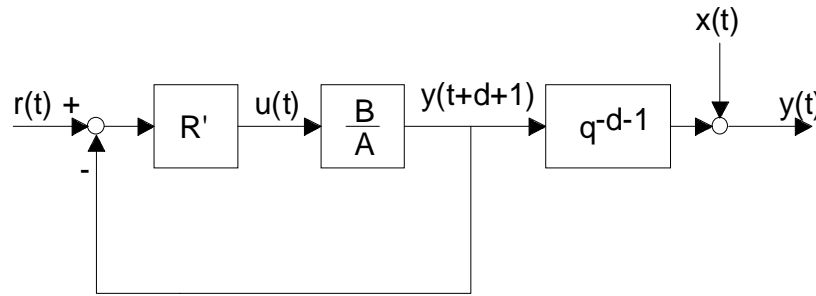 x(t)
r(t) +
R'
u(t)
B
A
y(t+d+1)
q-d-1
y(t)
-